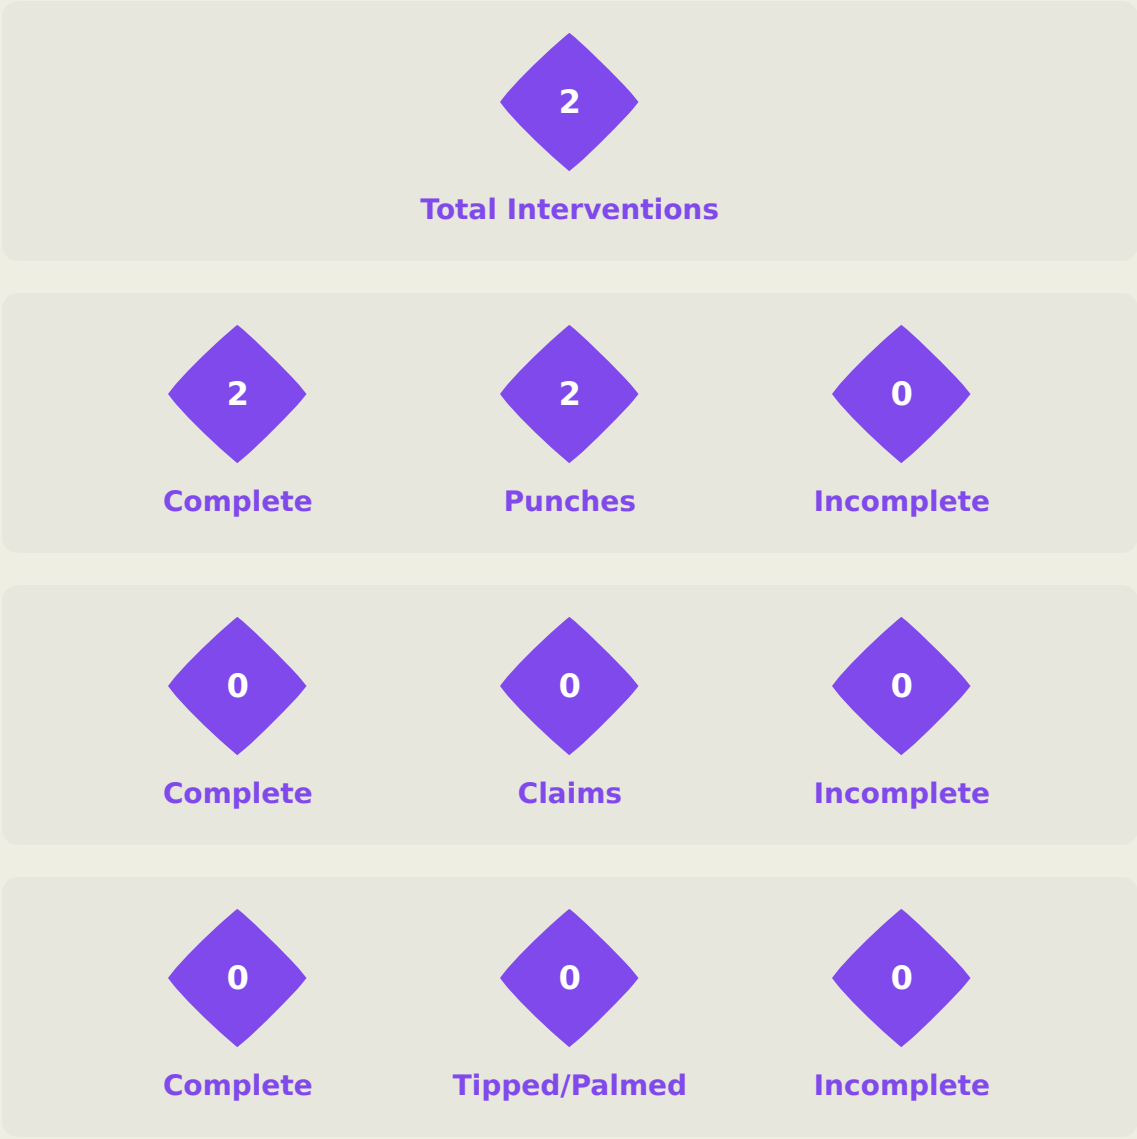 2
Total Interventions
2 2 0
Complete Punches Incomplete
0 0 0
Complete Claims Incomplete
0 0 0
Complete Tipped/Palmed Incomplete